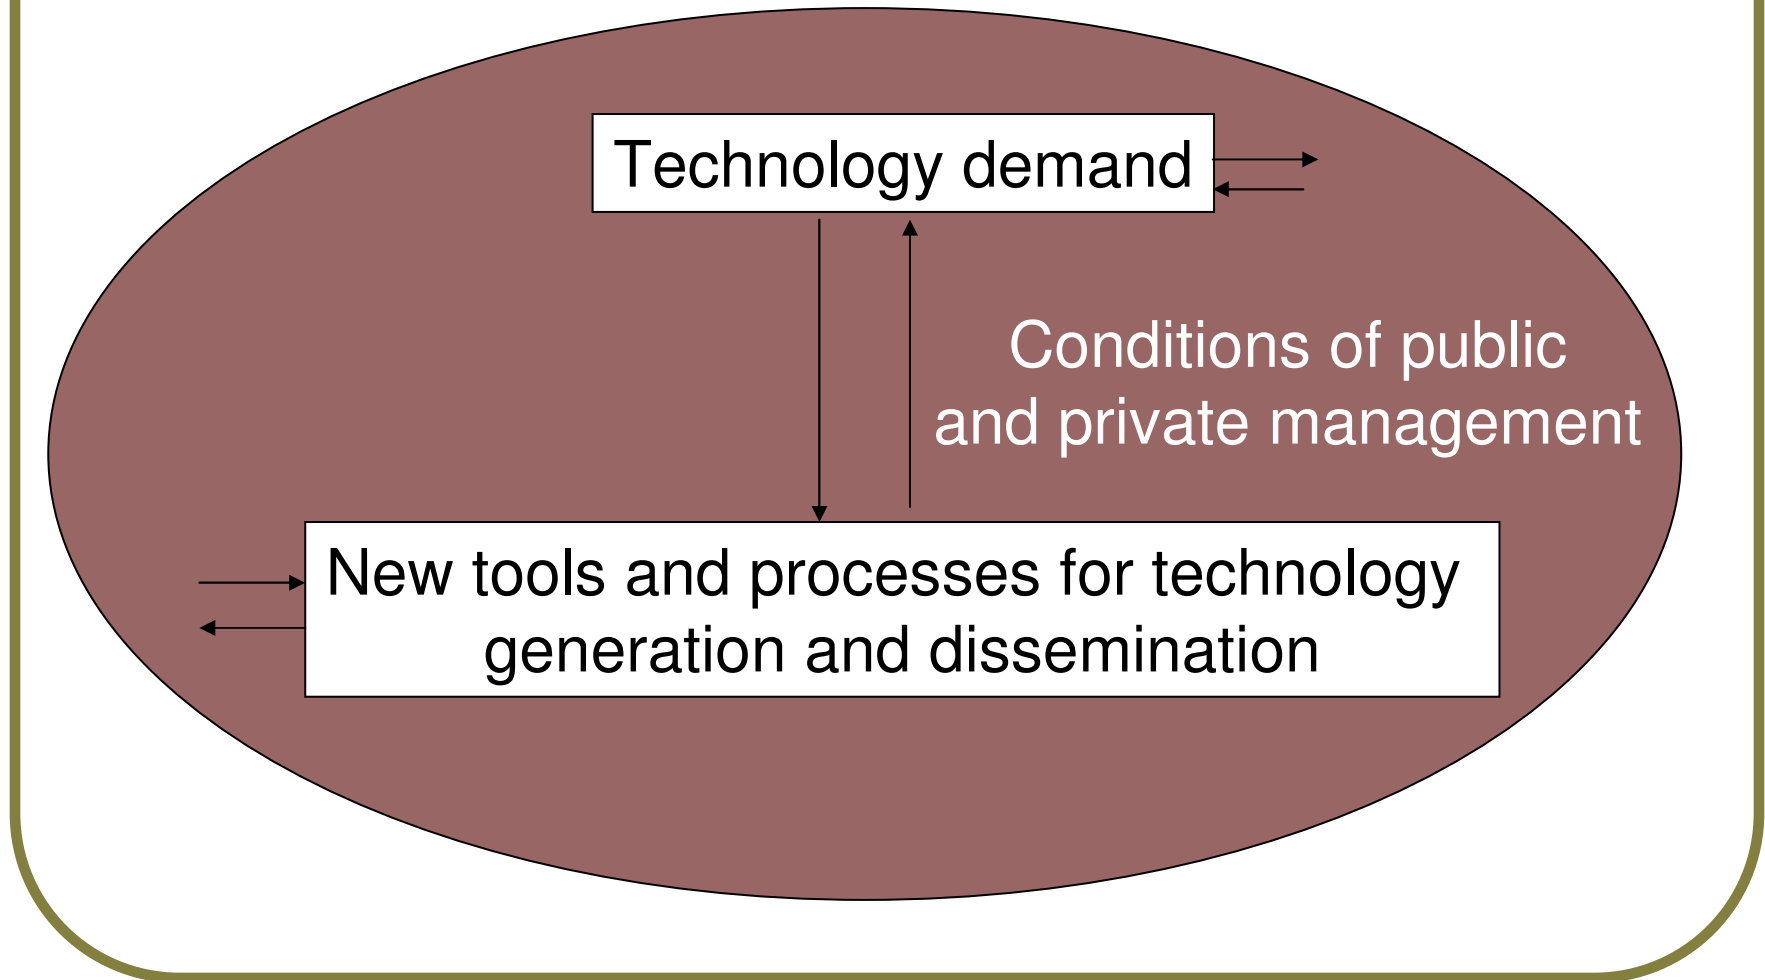 Technology demand
Conditions of public
and private management
New tools and processes for technology
generation and dissemination